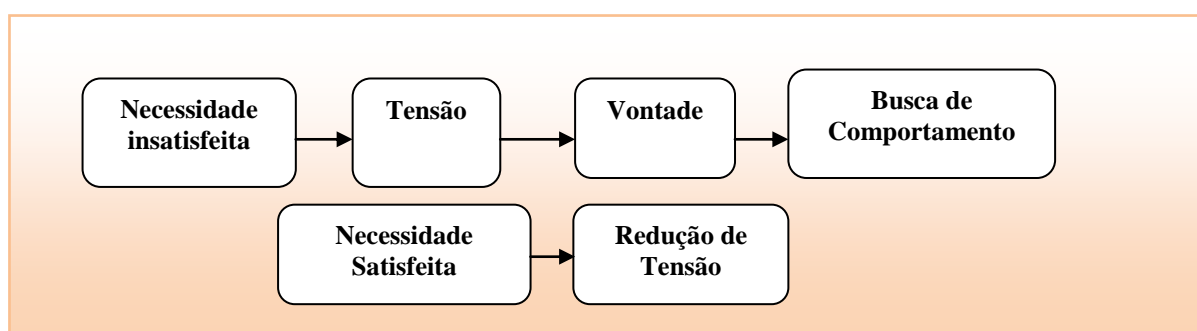 Necessidade
insatisfeita
Tensão
Vontade
Busca de
Comportamento
Necessidade
Satisfeita
Redução de
Tensão